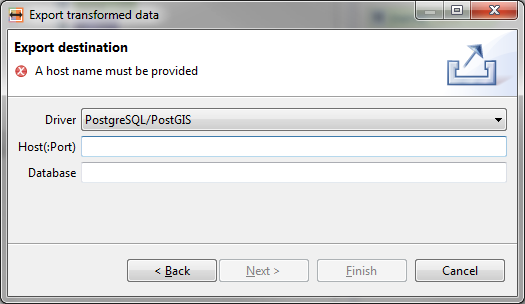 Export transformed data
Export destination
A host name must be provided
Driver PostgreSQL/PostGIS
Host(:Port)
Database
< Back Next > Finish Cancel